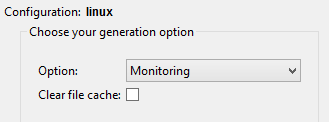 Configuration: linux
Choose your generation option
Option: Monitoring
Clear file cache: